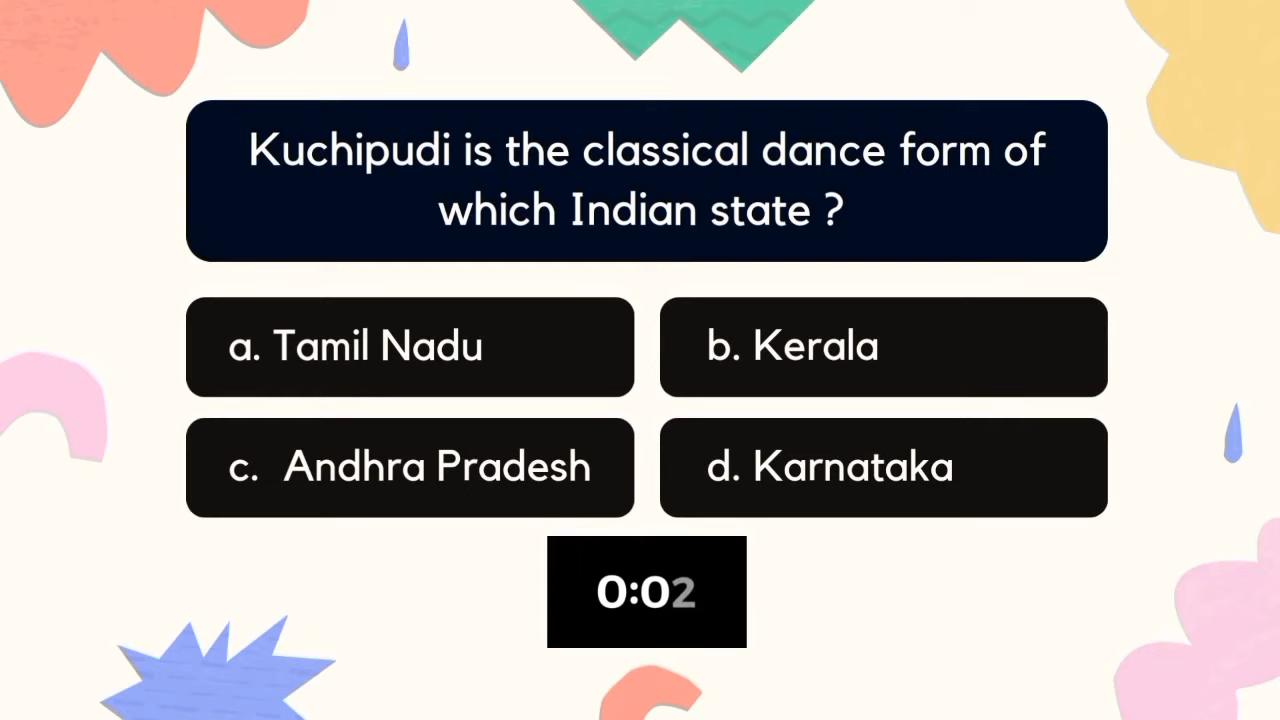 Kuchipudi is the classical dance form of
which Indian state ?
a. Tamil Nadu
b. Kerala
c. Andhra Pradesh
d. Karnataka
0:02